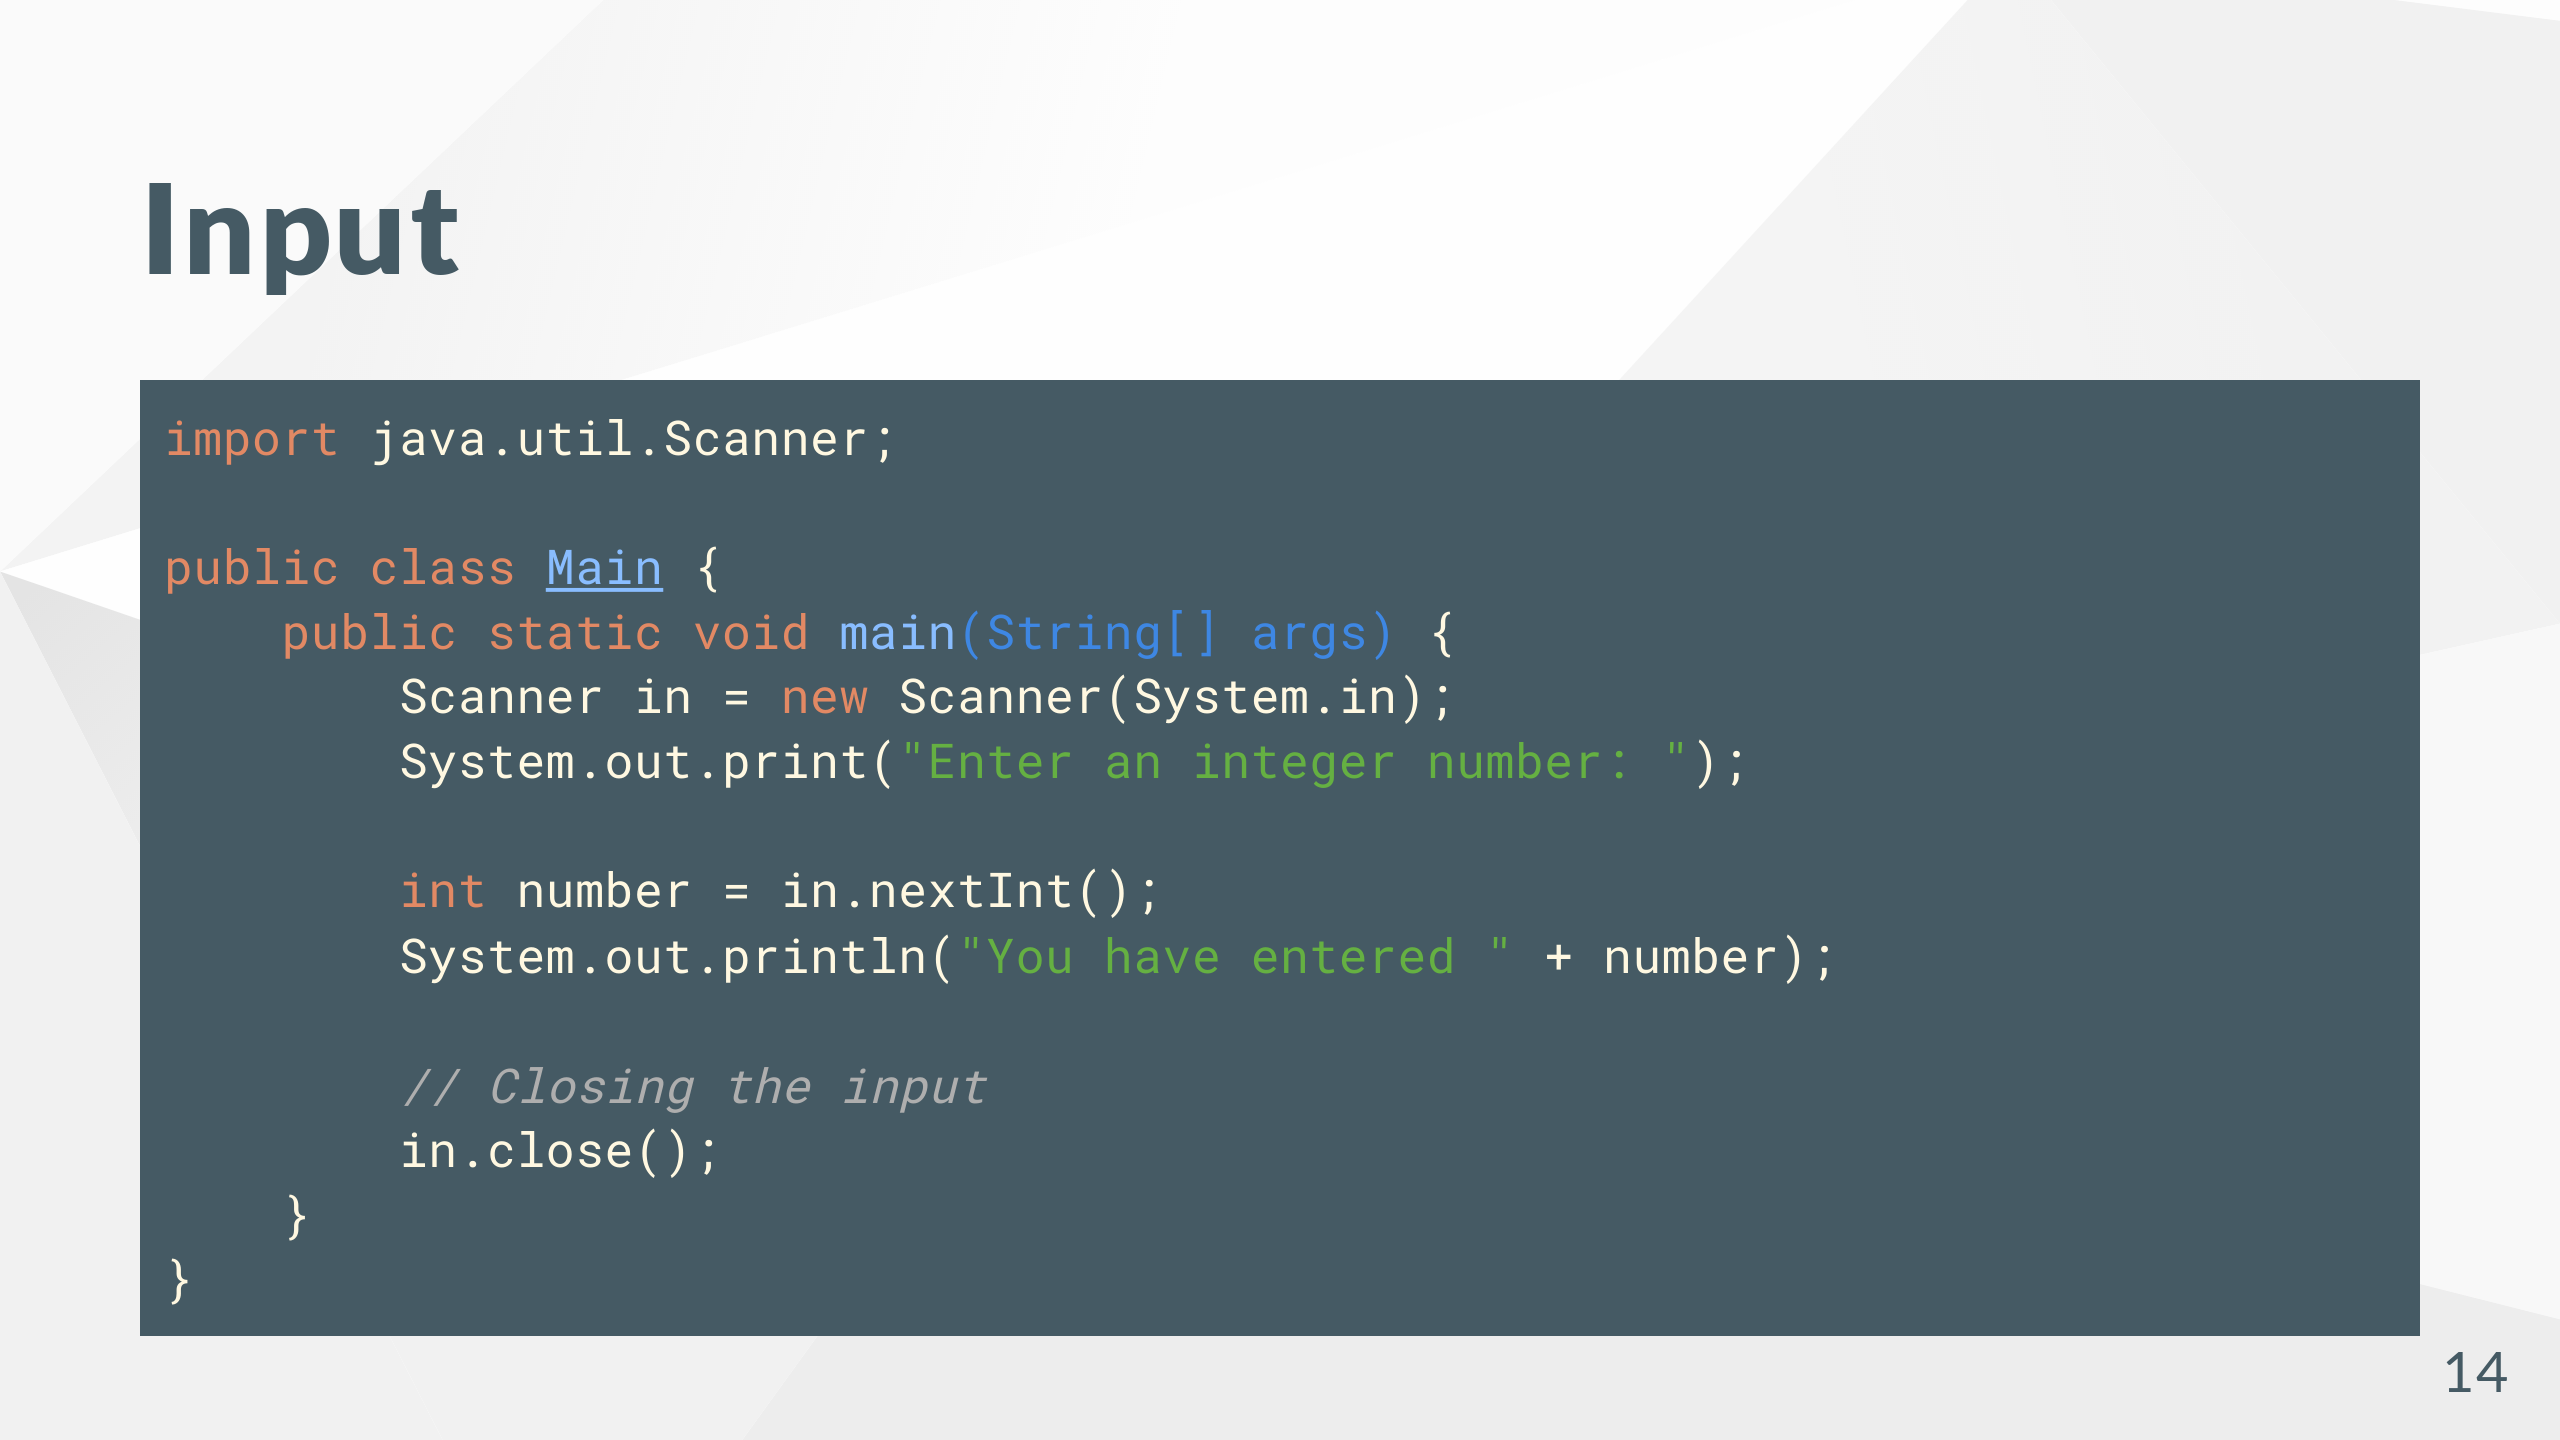 Input
import java.util.Scanner;
public class Main {
    public static void main(String[] args) {
        Scanner in = new Scanner(System.in);
        System.out.print("Enter an integer number: ");
        int number = in.nextInt();
        System.out.println("You have entered " + number);
        // Closing the input
        in.close();
    }
}
14